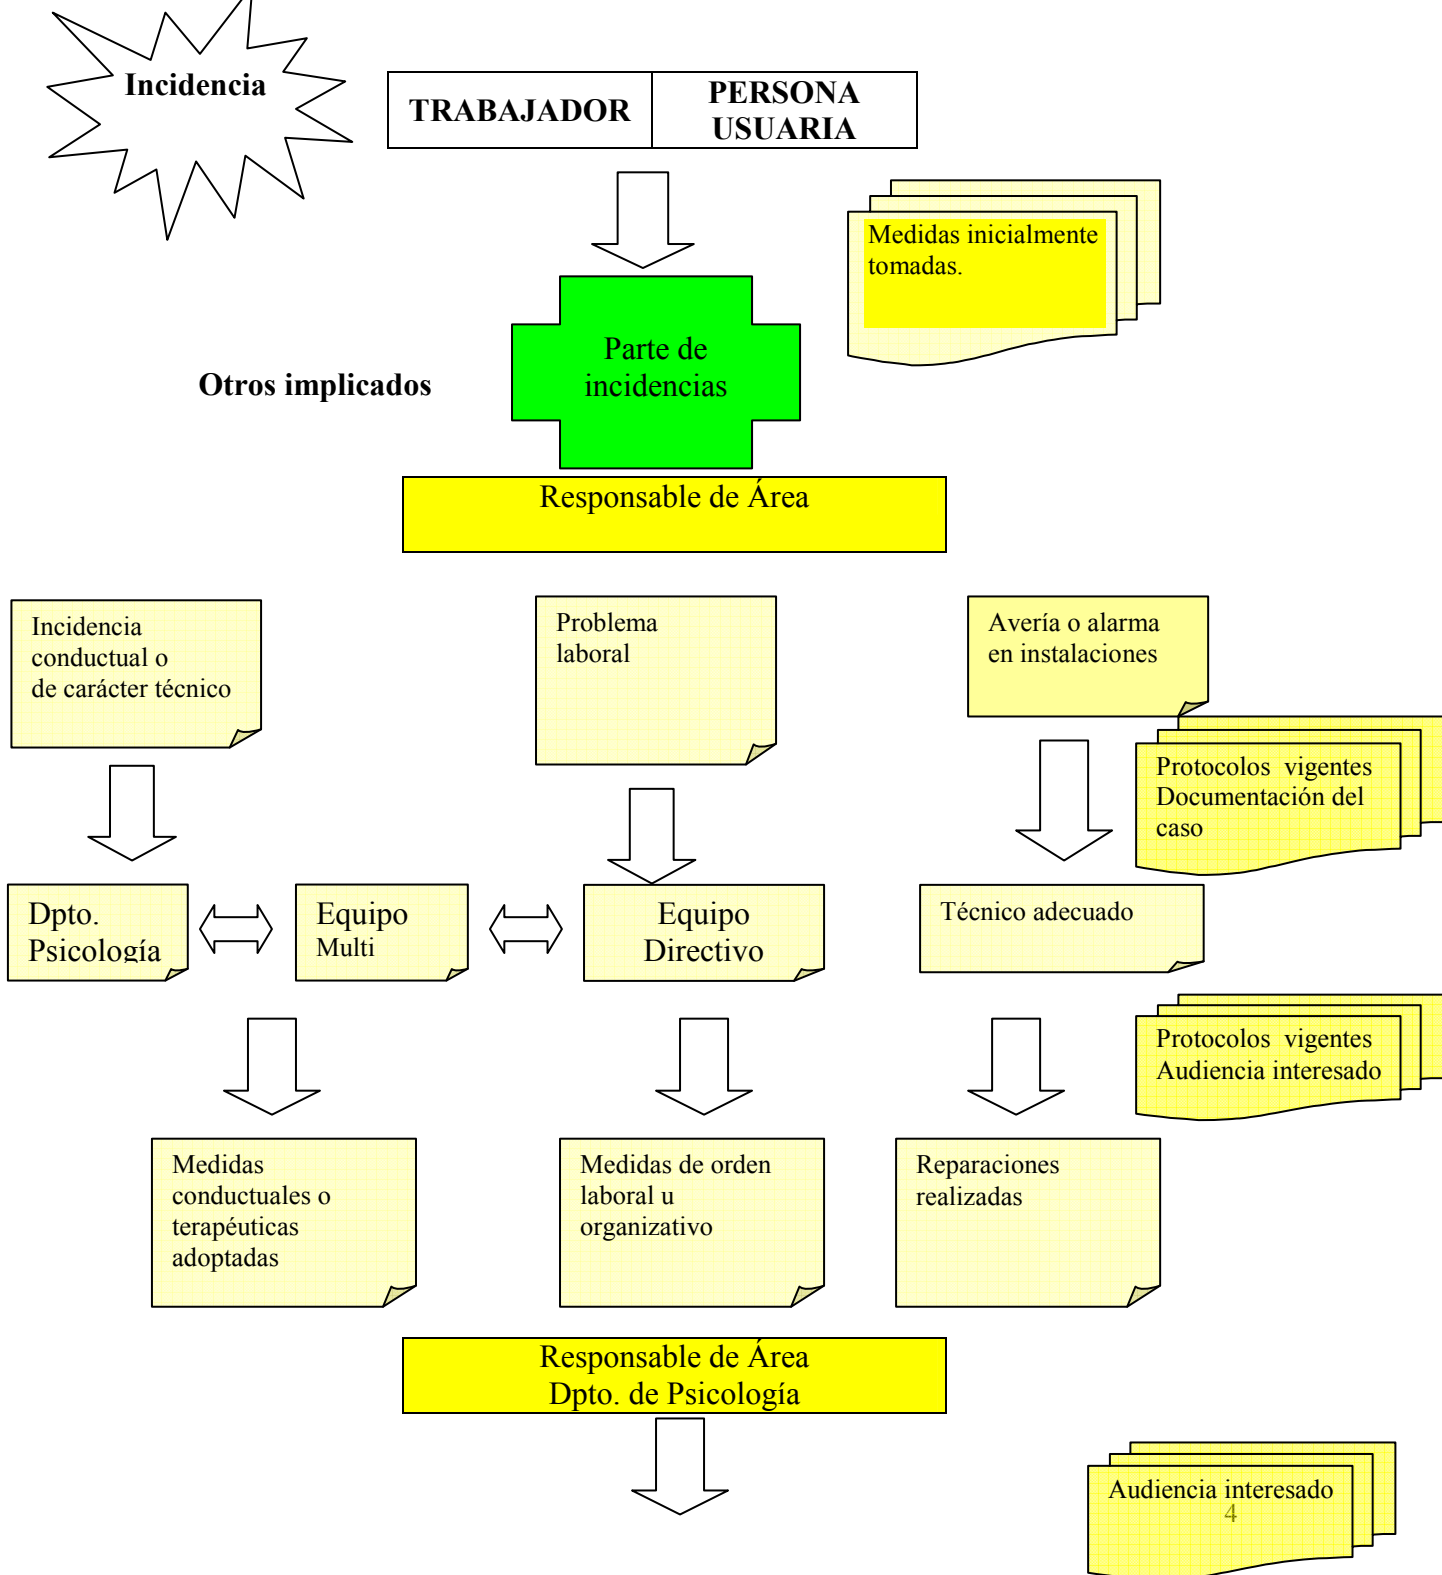 Incidencia
TRABAJADOR
PERSONA
USUARIA
Medidas inicialmente
tomadas.
Parte de
incidencias
Otros implicados
Responsable de Área
Incidencia
conductual o
de carácter técnico
Problema
laboral
Avería o alarma
en instalaciones
Protocolos vigentes
Documentación del
caso
Dpto.
Psicología
Equipo
Multi
Equipo
Directivo
Técnico adecuado
Protocolos vigentes
Audiencia interesado
Medidas
conductuales o
terapéuticas
adoptadas
Medidas de orden
laboral u
organizativo
Reparaciones
realizadas
Responsable de Área
Dpto. de Psicología
Audiencia interesado
4